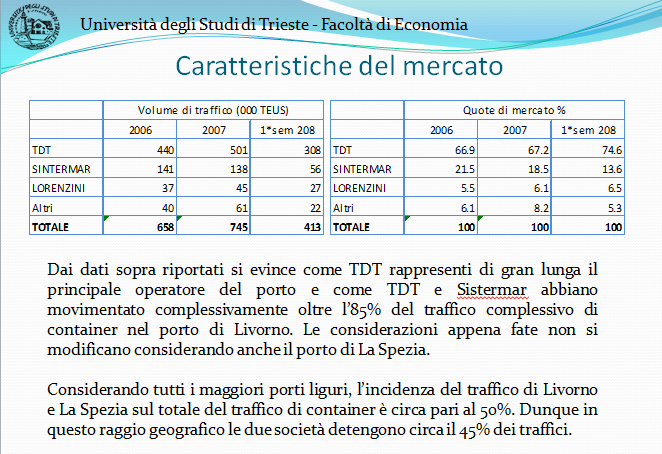 Università degli Studi di Trieste - Facoltà di Economia
Caratteristiche del mercato
Volume di traffico (000 TEUS)
2006 2007 1*sem 208
TDT 440 501 308
SINTERMAR 141 138 56
LORENZINI 37 45 27
Altri 40 61 22
TOTALE 658 745 413
Quote di mercato %
2006 2007 1*sem 208
TDT 66.9 67.2 74.6
SINTERMAR 21.5 18.5 13.6
LORENZINI 5.5 6.1 6.5
Altri 6.1 8.2 5.3
TOTALE 100 100 100
Dai dati sopra riportati si evince come TDT rappresenti di gran lunga il
principale operatore del porto e come TDT e Sistermar abbiano
movimentato complessivamente oltre l'85% del traffico complessivo di
container nel porto di Livorno. Le considerazioni appena fate non si
modificano considerando anche il porto di La Spezia.
Considerando tutti i maggiori porti liguri, l'incidenza del traffico di Livorno
e La Spezia sul totale del traffico di container è circa pari al 50%. Dunque in
questo raggio geografico le due società detengono circa il 45% dei traffici.